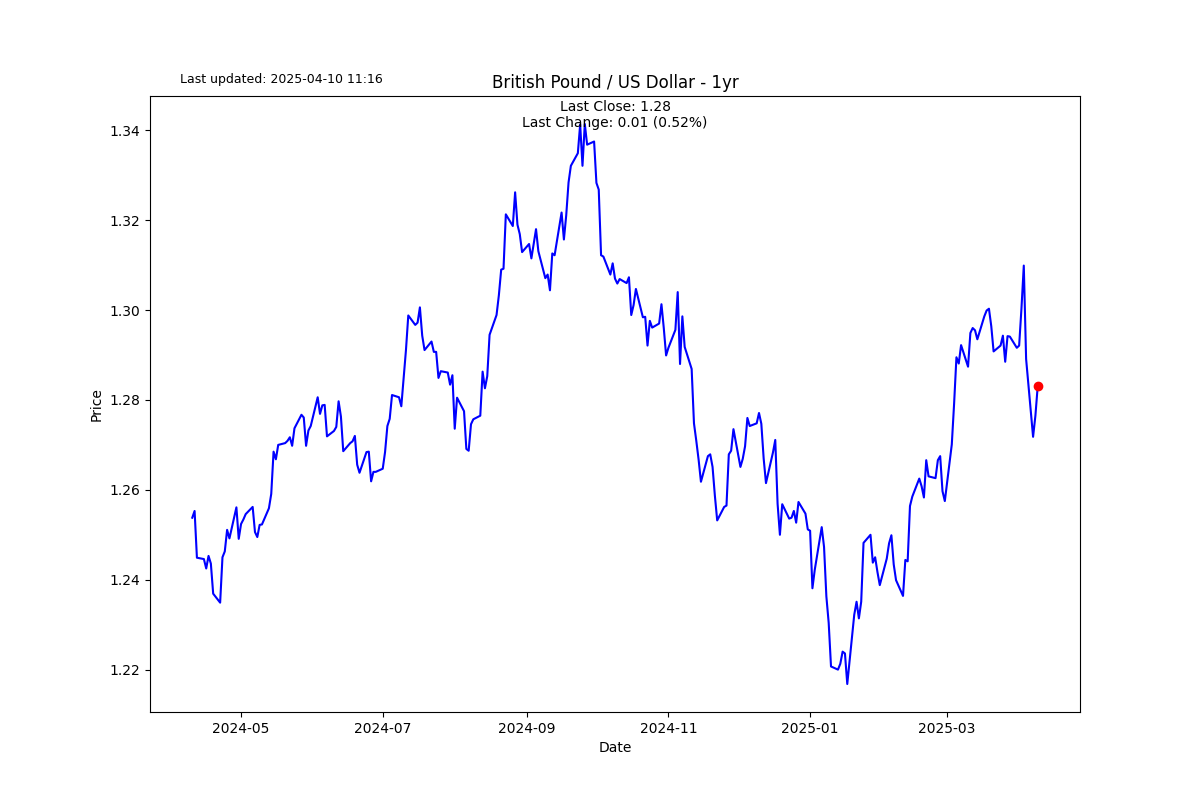 Last updated: 2025-04-10 11:16
British Pound / US Dollar - 1yr
Last Close: 1.28
Last Change: 0.01 (0.52%)
1.34
1.32
1.30
1.28
1.26
1.24
1.22
Price
2024-05 2024-07 2024-09 2024-11 2025-01 2025-03
Date